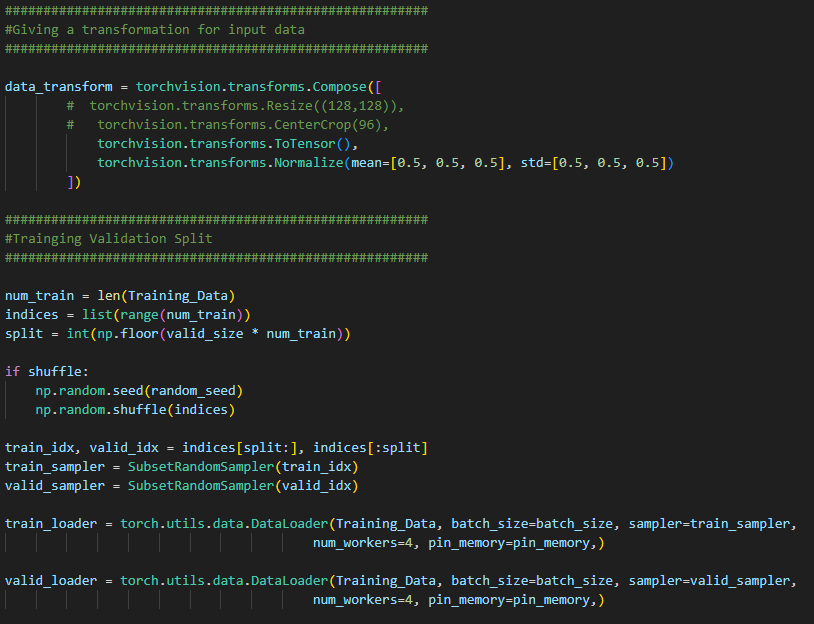 #######################################################
#Giving a transformation for input data
#######################################################
data_transform = torchvision.transforms.Compose([
# torchvision.transforms.Resize((128,128)),
# torchvision.transforms.CenterCrop(96),
torchvision.transforms.ToTensor(),
torchvision.transforms.Normalize(mean=[0.5, 0.5, 0.5], std=[0.5, 0.5, 0.5])
])
#######################################################
#Trainging Validation Split
#######################################################
num_train = len(Training_Data)
indices = list(range(num_train))
split = int(np.floor(valid_size * num_train))
if shuffle:
np.random.seed(random_seed)
np.random.shuffle(indices)
train_idx, valid_idx = indices[split:], indices[:split]
train_sampler = SubsetRandomSampler(train_idx)
valid_sampler = SubsetRandomSampler(valid_idx)
train_loader = torch.utils.data.DataLoader(Training_Data, batch_size=batch_size, sampler=train_sampler,
num_workers=4, pin_memory=pin_memory,)
valid_loader = torch.utils.data.DataLoader(Training_Data, batch_size=batch_size, sampler=valid_sampler,
num_workers=4, pin_memory=pin_memory,)